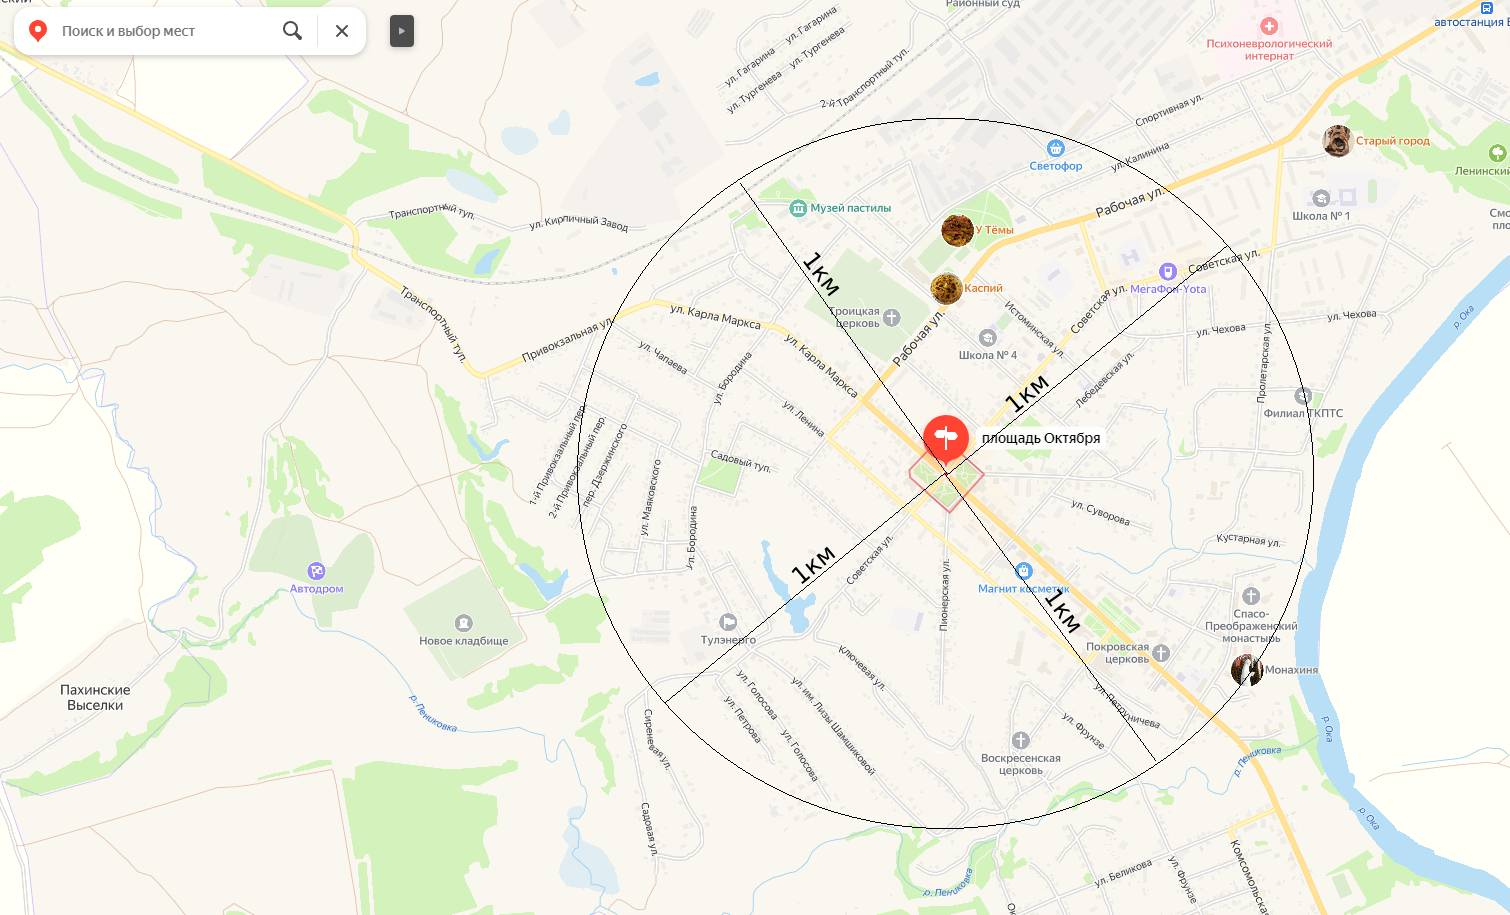 Районный суд
автостанция
Поиск и выбор мест
ул. Гагарина
ул. Гагарина
ул. Тургенева
ул. Тургенева
2-й Транспортный туп.
Психоневрологический
интернат
Спортивная ул.
Старый город
Светофор
ул. Калинина
Ленинский
Рабочая ул.
Школа № 1
Музей пастилы
Транспортный туп.
ул. Кирпичный Завод
У Тёмы
1км
Советская ул.
МегаФон-Yota
Каспий
Транспортный туп.
Привокзальная ул.
ул. Карла Маркса
Троицкая
церковь
Рабочая ул.
Истоминская ул.
Советская ул.
ул. Чехова
ул. Чехова
р. Ока
Школа № 4
ул. Чапаева
ул. Карла Маркса
ул. Бородина
Лебедевская ул.
Пролетарская ул.
1км
ул. Ленина
Филиал ТКПТС
площадь Октября
1-й Привокзальный пер.
2-й Привокзальный пер.
пер. Дзержинского
Садовый туп.
ул. Маяковского
ул. Бородина
ул. Суворова
Кустарная ул.
1км
Советская ул.
Пионерская ул.
Магнит косметик
1км
Автодром
Новое кладбище
Тулэнерго
Спасо-
Преображенский
монастырь
Покровская
церковь
Монахиня
Пахинские
Выселки
Ключевая ул.
р. Пениковка
ул. Голосова
ул. Петрова
ул. Голосова
ул. им. Лизы Шамшиковой
Сиреневая ул.
ул. Петруничева
ул. Фрунзе
Воскресенская
церковь
р. Пениковка
р. Ока
р. Ока
Садовая ул.
ул. Беликова
ул. Фрунзе
р. Пениковка